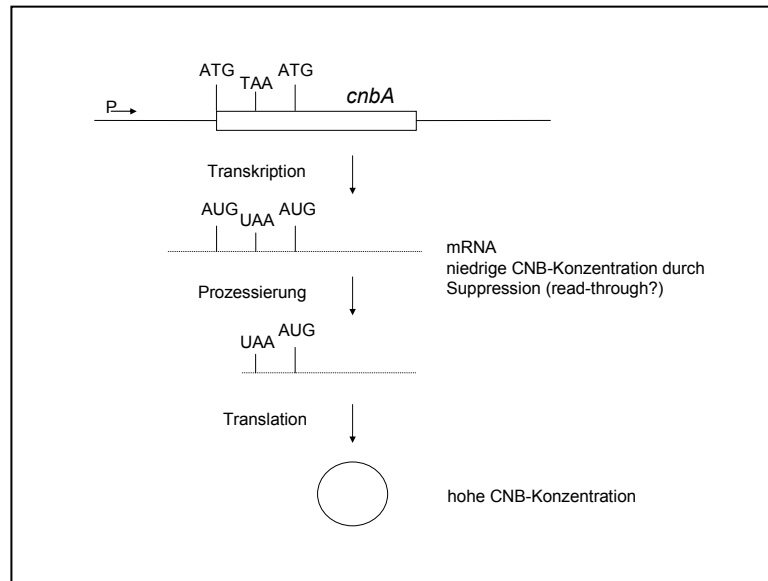 ATG TAA ATG
cnbA
P
Transkription
AUG UAA AUG
mRNA
niedrige CNB-Konzentration durch
Suppression (read-through?)
Prozessierung
UAA AUG
Translation
hohe CNB-Konzentration